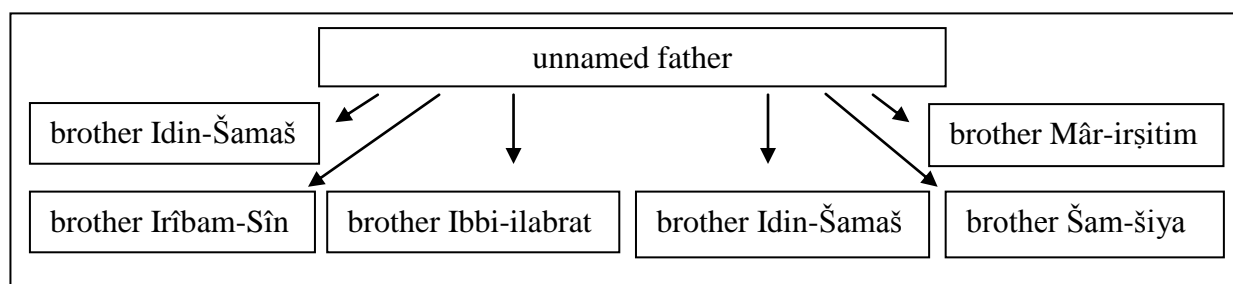 unnamed father
brother Idin-Šamaš
brother Mâr-irṣitim
brother Irîbam-Sîn
brother Ibbi-ilabrat
brother Idin-Šamaš
brother Šam-šiya